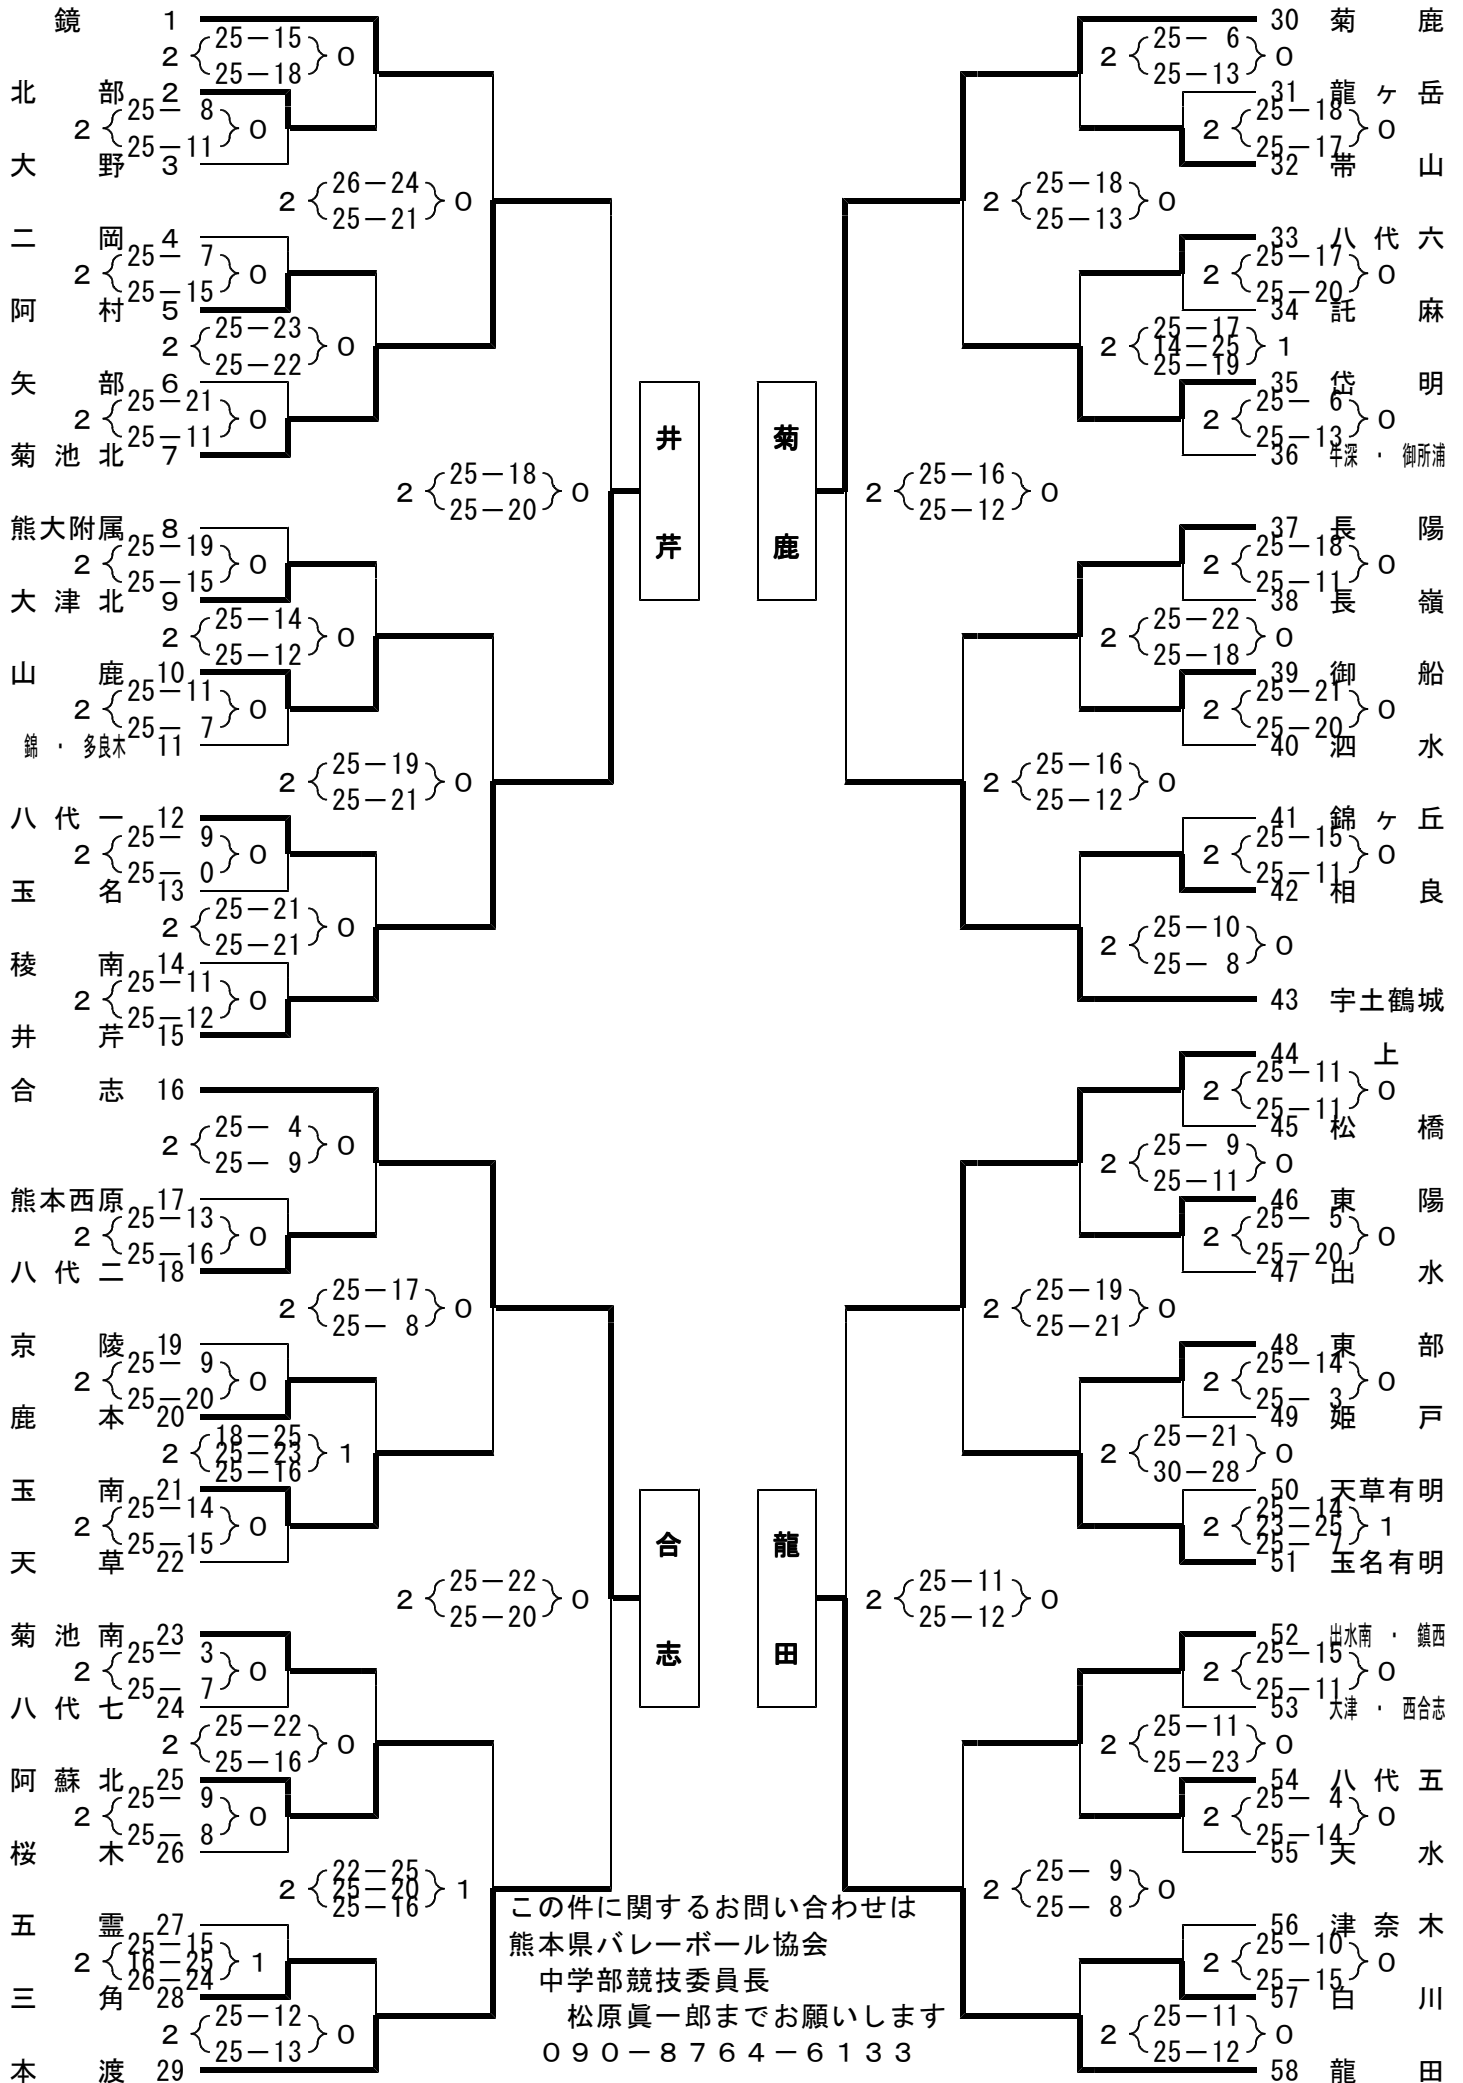 鏡 1
2 25－15 0
25－18
北部 2
2 25－ 8 0
25－11
大野 3
2 26－24 0
25－21
二岡 4
2 25－ 7 0
25－15
阿村 5
2 25－23 0
25－22
矢部 6
2 25－21 0
25－11
菊池北 7
2 25－18 0
25－20
熊大附属 8
2 25－19 0
25－15
大津北 9
2 25－14 0
25－12
山鹿 10
2 25－11 0
25－ 7
錦・多良木 11
2 25－19 0
25－21
八代一 12
2 25－ 9 0
25－ 0
玉名 13
2 25－21 0
25－21
稜南 14
2 25－11 0
25－12
井芹 15
井芹
合志 16
2 25－ 4 0
25－ 9
熊本西原 17
2 25－13 0
25－16
八代二 18
2 25－17 0
25－ 8
京陵 19
2 25－ 9 0
25－20
鹿本 20
2 18－25 1
25－23
25－16
玉南 21
2 25－14 0
25－15
天草 22
2 25－22 0
25－20
菊池南 23
2 25－ 3 0
25－ 7
八代七 24
2 25－22 0
25－16
阿蘇北 25
2 25－ 9 0
25－ 8
桜木 26
2 22－25 1
25－20
25－16
五霊 27
2 25－15 1
16－25
26－24
三角 28
2 25－12 0
25－13
本渡 29
合志
30 菊鹿
2 25－ 6 0
25－13
31 龍ヶ岳
2 25－18 0
25－17
32 帯山
2 25－18 0
25－13
33 八代六
2 25－17 0
25－20
34 託麻
2 25－17 1
14－25
25－19
35 岱明
2 25－ 6 0
25－13
36 牛深・御所浦
2 25－16 0
25－12
37 長陽
2 25－18 0
25－11
38 長嶺
2 25－22 0
25－18
39 御船
2 25－21 0
25－20
40 泗水
2 25－16 0
25－12
41 錦ヶ丘
2 25－15 0
25－11
42 相良
2 25－10 0
25－ 8
43 宇土鶴城
菊鹿
44 上
2 25－11 0
25－11
45 松橋
2 25－ 9 0
25－11
46 東陽
2 25－ 5 0
25－20
47 出水
2 25－19 0
25－21
48 東部
2 25－14 0
25－ 3
49 姫戸
2 25－21 0
30－28
50 天草有明
2 25－14 1
23－25
25－ 7
51 玉名有明
2 25－11 0
25－12
52 出水南・鎮西
2 25－15 0
25－11
53 大津・西合志
2 25－11 0
25－23
54 八代五
2 25－ 4 0
25－14
55 天水
2 25－ 9 0
25－ 8
56 津奈木
2 25－10 0
25－15
57 白川
2 25－11 0
25－12
58 龍田
龍田
この件に関するお問い合わせは
熊本県バレーボール協会
中学部競技委員長
松原眞一郎までお願いします
０９０－８７６４－６１３３